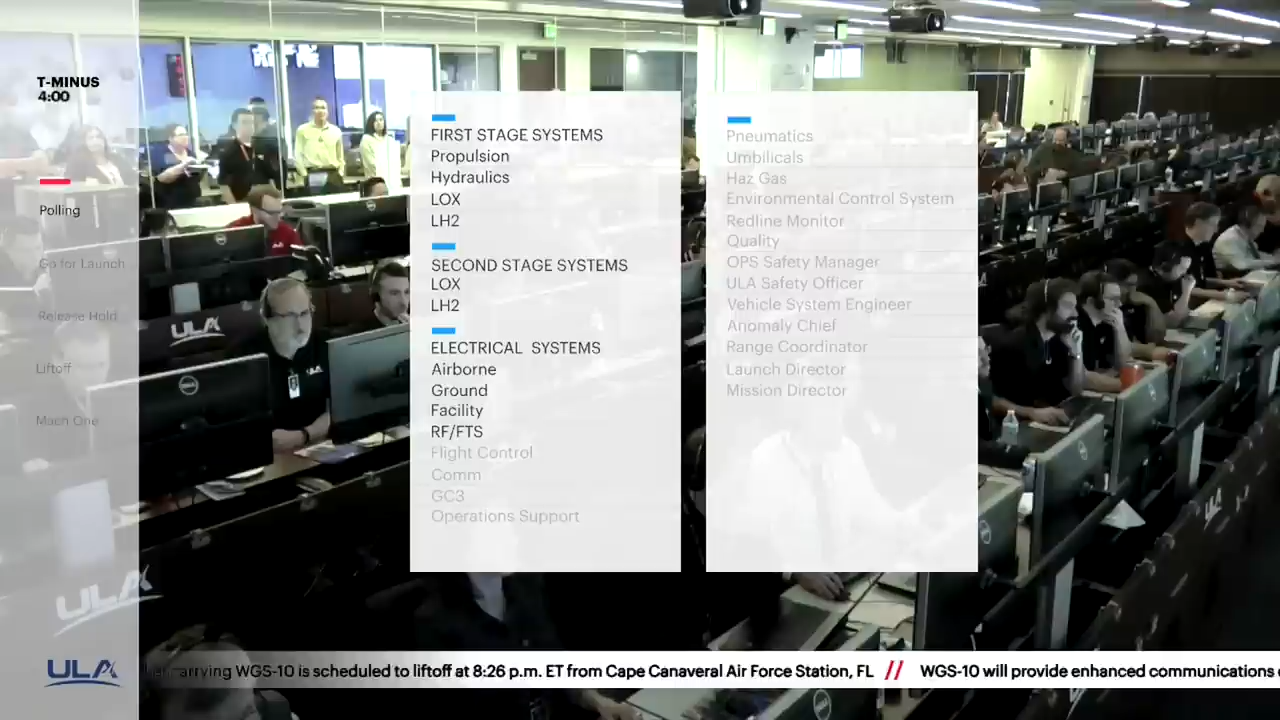 T-MINUS
4:00
Polling
Go for Launch
Release Hold
Liftoff
Mach One
FIRST STAGE SYSTEMS
Propulsion
Hydraulics
LOX
LH2
SECOND STAGE SYSTEMS
LOX
LH2
ELECTRICAL SYSTEMS
Airborne
Ground
Facility
RF/FTS
Flight Control
Comm
GC3
Operations Support
Pneumatics
Umbilicals
Haz Gas
Environmental Control System
Redline Monitor
Quality
OPS Safety Manager
ULA Safety Officer
Vehicle System Engineer
Anomaly Chief
Range Coordinator
Launch Director
Mission Director
ULA
ULA
ULA
ULA
carrying WGS-10 is scheduled to liftoff at 8:26 p.m. ET from Cape Canaveral Air Force Station, FL // WGS-10 will provide enhanced communications